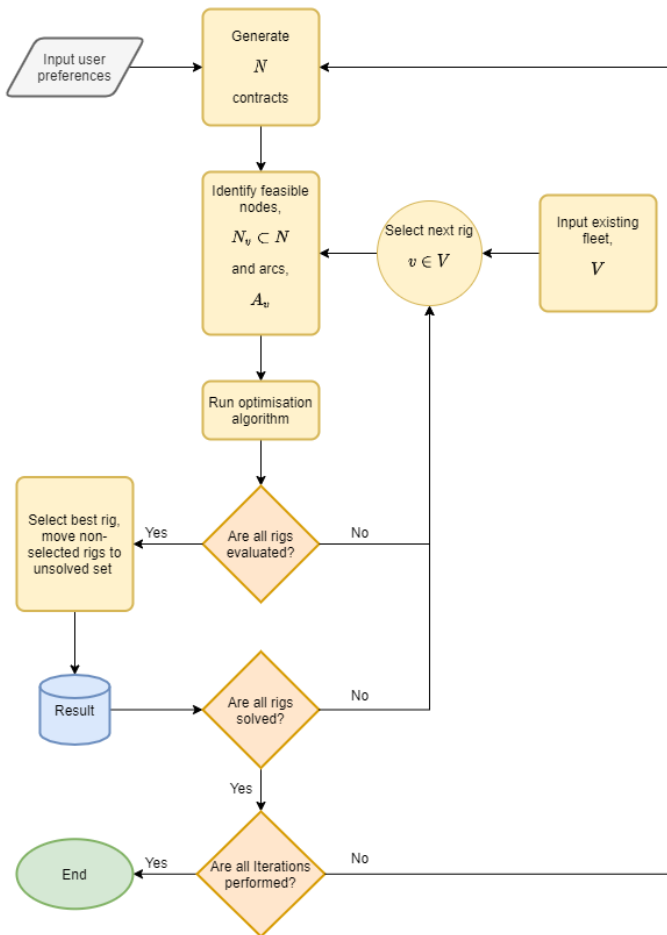 Input user
preferences
Generate
N
contracts
Identify feasible
nodes,
N_v ⊂ N
and arcs,
A_v
Select next rig
v ∈ V
Input existing
fleet,
V
Run optimisation
algorithm
Are all rigs
evaluated?
Yes
No
Select best rig,
move non-
selected rigs to
unsolved set
Result
Are all rigs
solved?
No
Yes
Are all Iterations
performed?
Yes
No
End